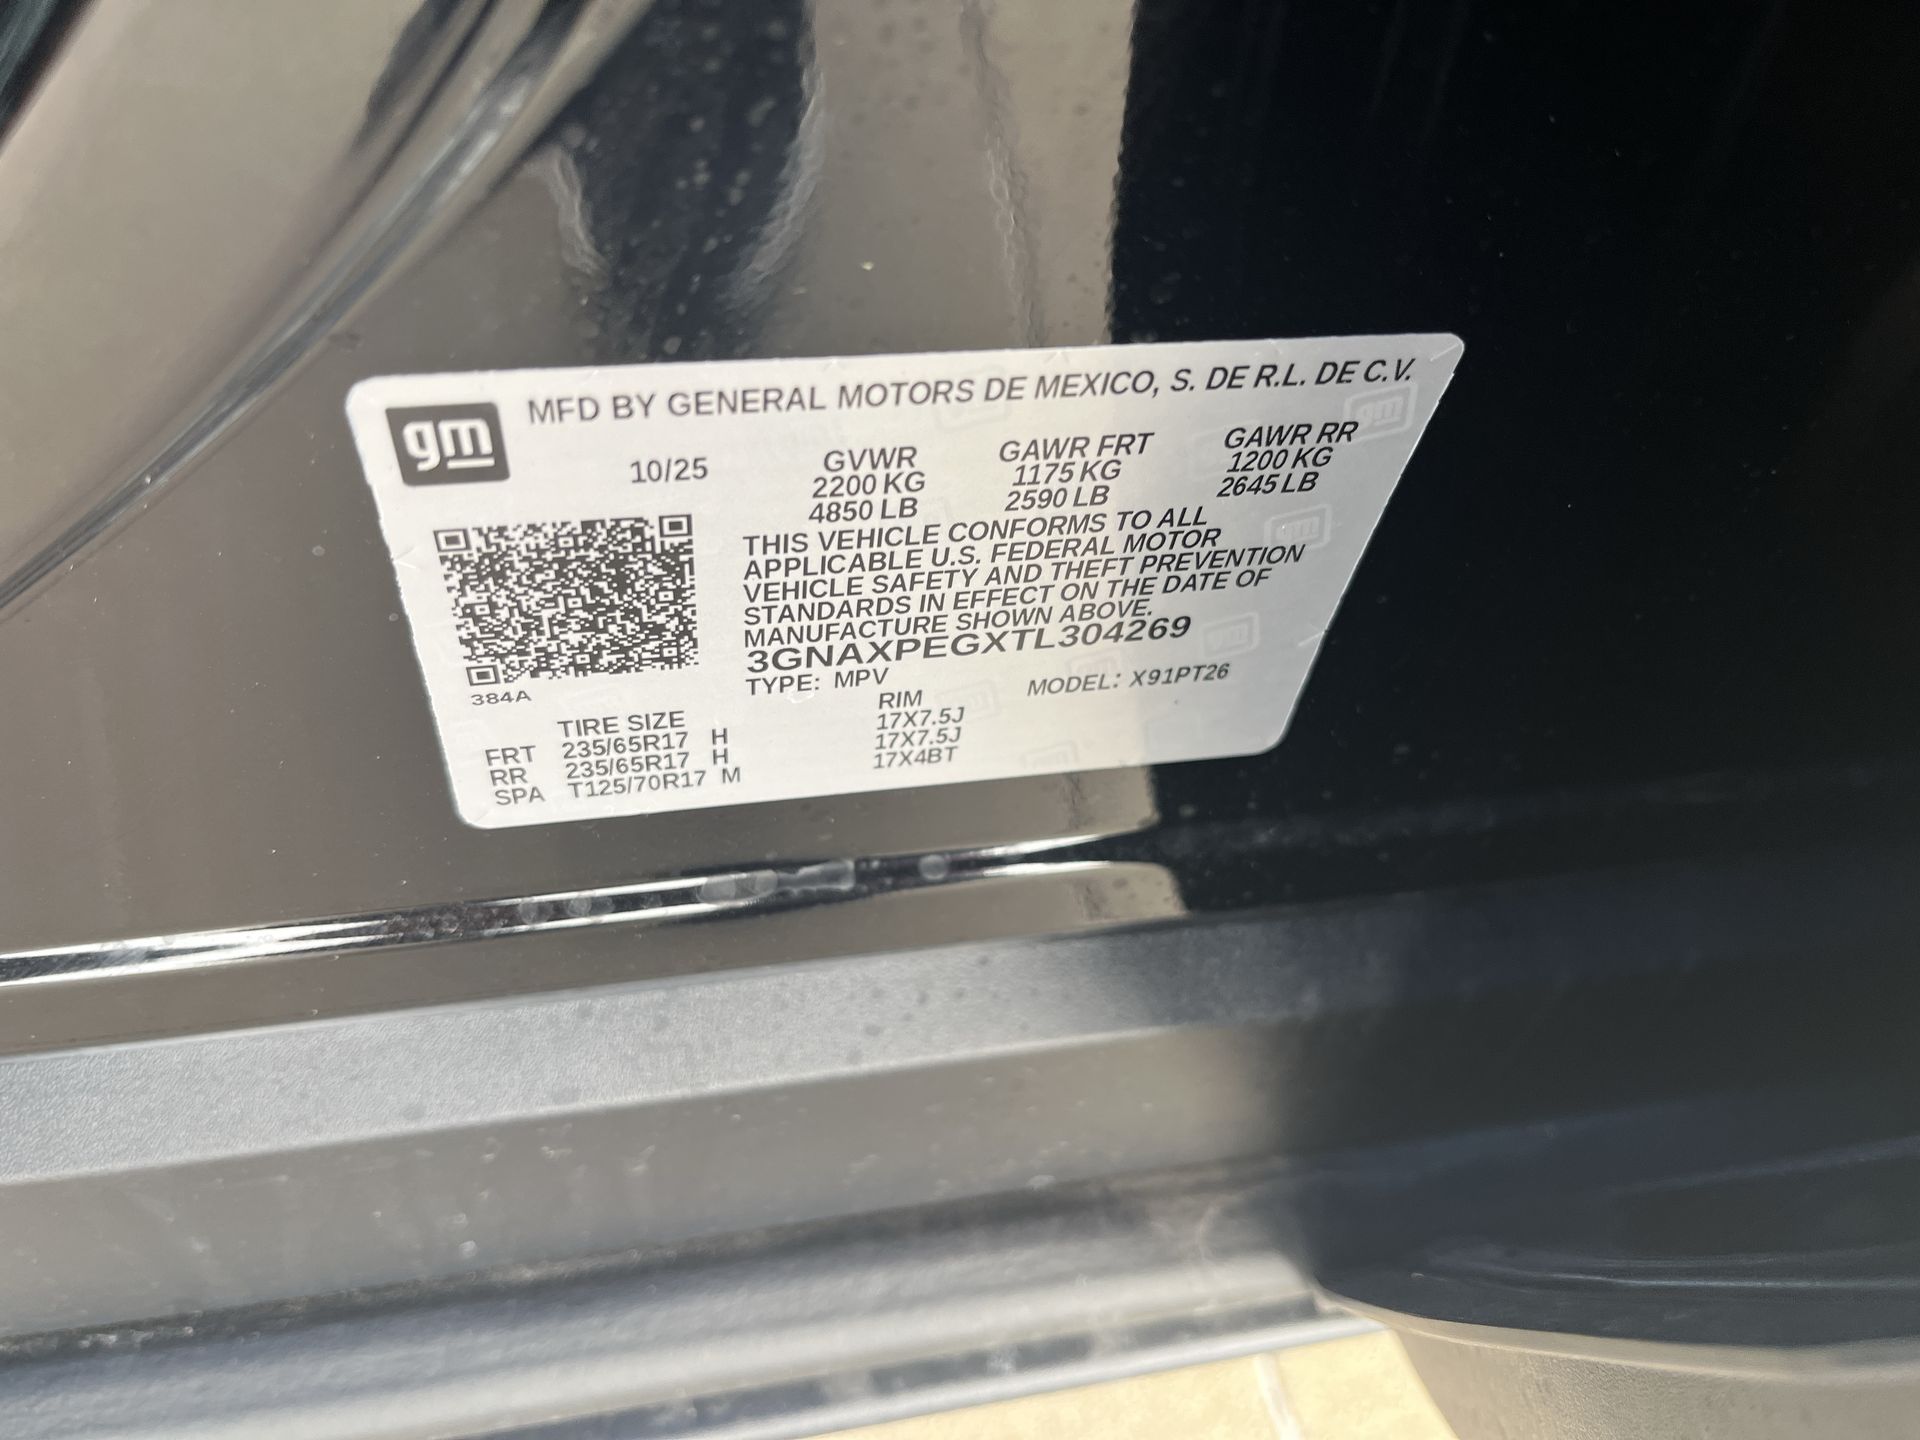 gm MFD BY GENERAL MOTORS DE MEXICO, S. DE R.L. DE C.V.
10/25 GVWR GAWR FRT GAWR RR
2200 KG 1175 KG 1200 KG
4850 LB 2590 LB 2645 LB
THIS VEHICLE CONFORMS TO ALL
APPLICABLE U.S. FEDERAL MOTOR
VEHICLE SAFETY AND THEFT PREVENTION
STANDARDS IN EFFECT ON THE DATE OF
MANUFACTURE SHOWN ABOVE.
3GNAXPEGXTL304269
TYPE: MPV MODEL: X91PT26
384A
TIRE SIZE RIM
FRT 235/65R17 H 17X7.5J
RR 235/65R17 H 17X7.5J
SPA T125/70R17 M 17X4BT